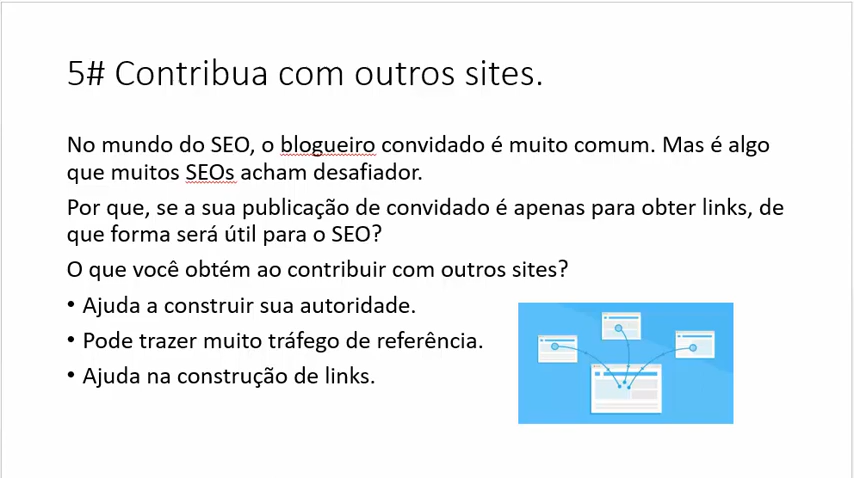 5# Contribua com outros sites.
No mundo do SEO, o blogueiro convidado é muito comum. Mas é algo
que muitos SEOs acham desafiador.
Por que, se a sua publicação de convidado é apenas para obter links, de
que forma será útil para o SEO?
O que você obtém ao contribuir com outros sites?
• Ajuda a construir sua autoridade.
• Pode trazer muito tráfego de referência.
• Ajuda na construção de links.